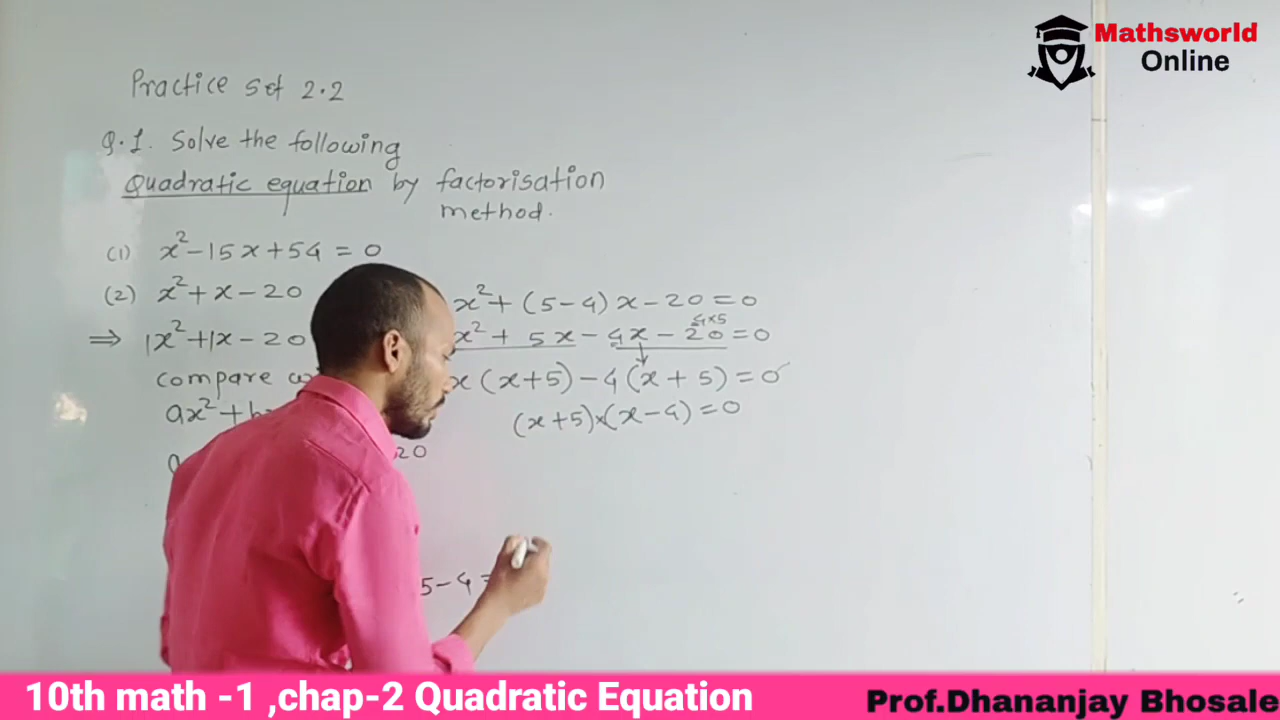 Mathsworld
Online
Practice Set 2.2
Q.1. Solve the following
Quadratic equation by factorisation
method.
(1) x² - 15x + 54 = 0
(2) x² + x - 20
⇒ 1x² + 1x - 20
compare
ax² +
20
5 - 4 =
x² + (5 - 4) x - 20 = 0
4×5
x² + 5x - 4x - 20 = 0
x (x + 5) - 4 (x + 5) = 0
(x + 5) × (x - 4) = 0
10th math -1 ,chap-2 Quadratic Equation
Prof.Dhananjay Bhosale